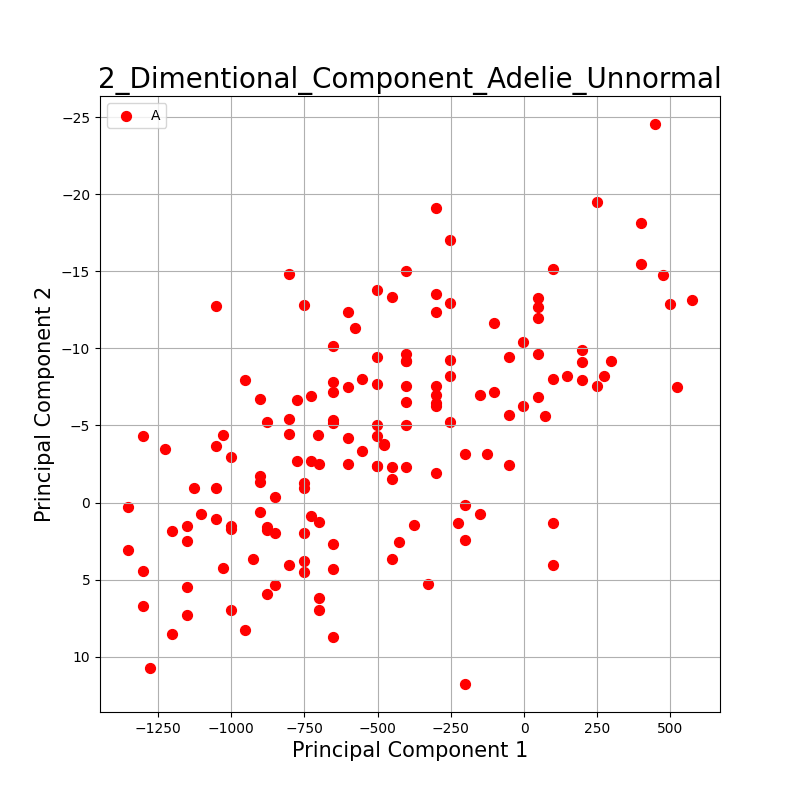 2_Dimentional_Component_Adelie_Unnormal
A
−25
−20
−15
−10
−5
0
5
10
Principal Component 2
−1250 −1000 −750 −500 −250 0 250 500
Principal Component 1